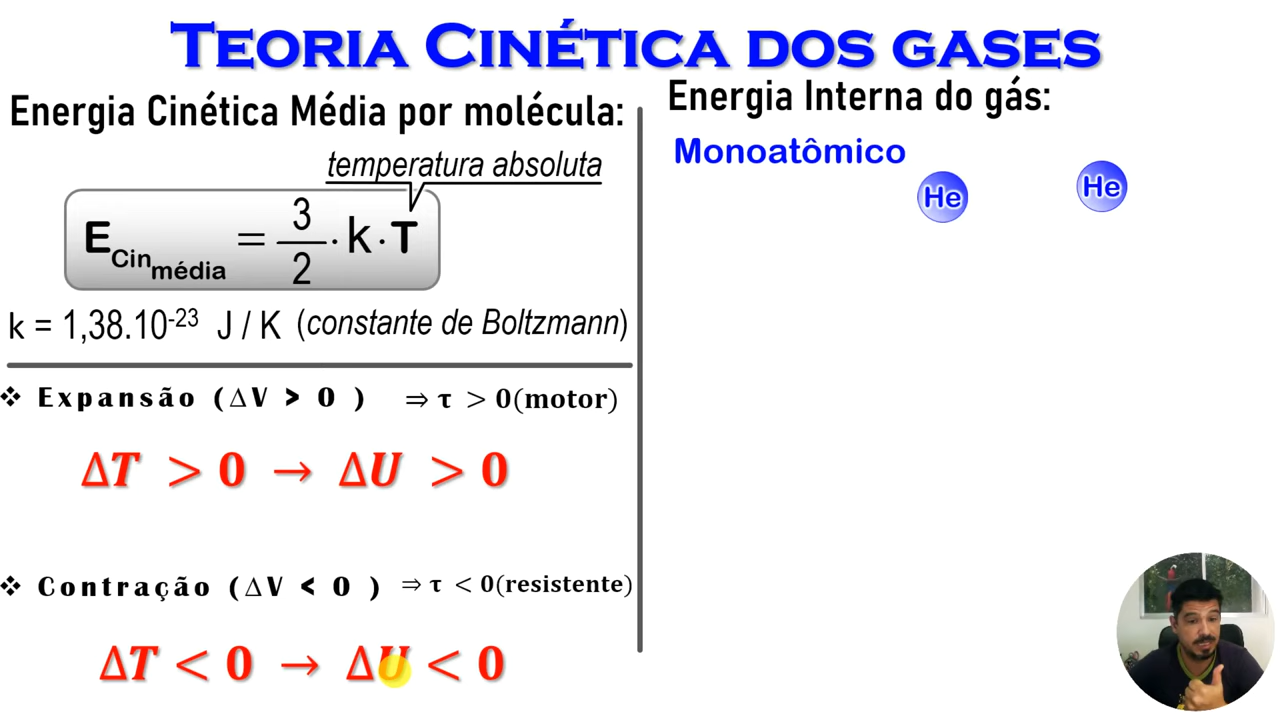 TEORIA CINÉTICA DOS GASES
Energia Cinética Média por molécula:
temperatura absoluta
E Cin média = 3/2 · k · T
k = 1,38.10⁻²³ J / K (constante de Boltzmann)
❖ Expansão (ΔV > 0 ) ⇒ τ > 0(motor)
ΔT > 0 → ΔU > 0
❖ Contração (ΔV < 0 ) ⇒ τ < 0(resistente)
ΔT < 0 → ΔU < 0
Energia Interna do gás:
Monoatômico
He He